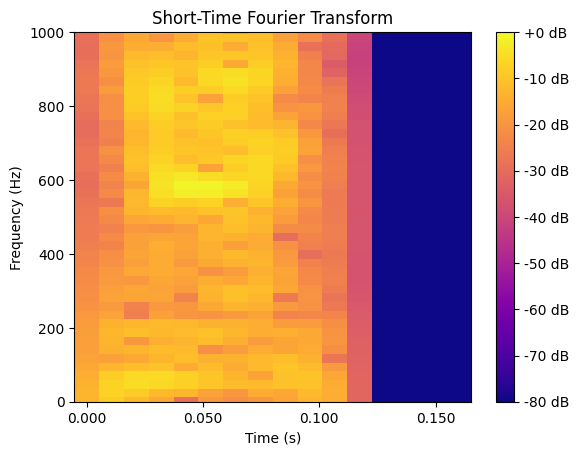 Short-Time Fourier Transform
Frequency (Hz)
1000
800
600
400
200
0
0.000
0.050
0.100
0.150
Time (s)
+0 dB
-10 dB
-20 dB
-30 dB
-40 dB
-50 dB
-60 dB
-70 dB
-80 dB